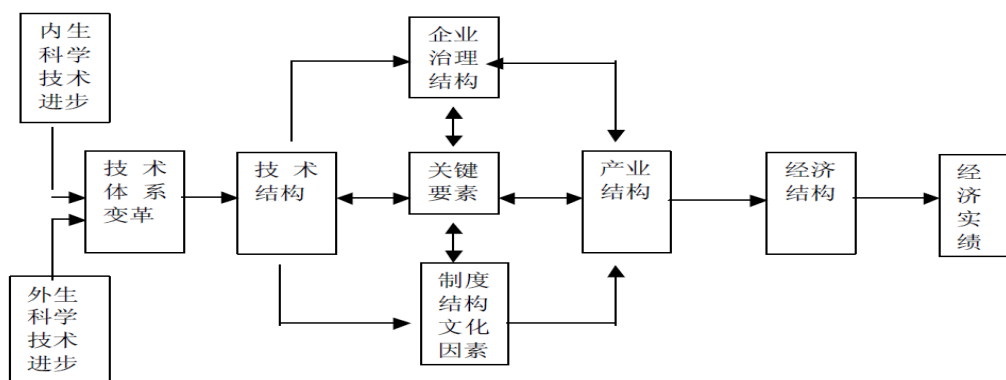 内生
科学
技术
进步
外生
科学
技术
进步
技术
体系
变革
技术
结构
企业
治理
结构
关键
要素
制度
结构
文化
因素
产业
结构
经济
结构
经
济
实
绩